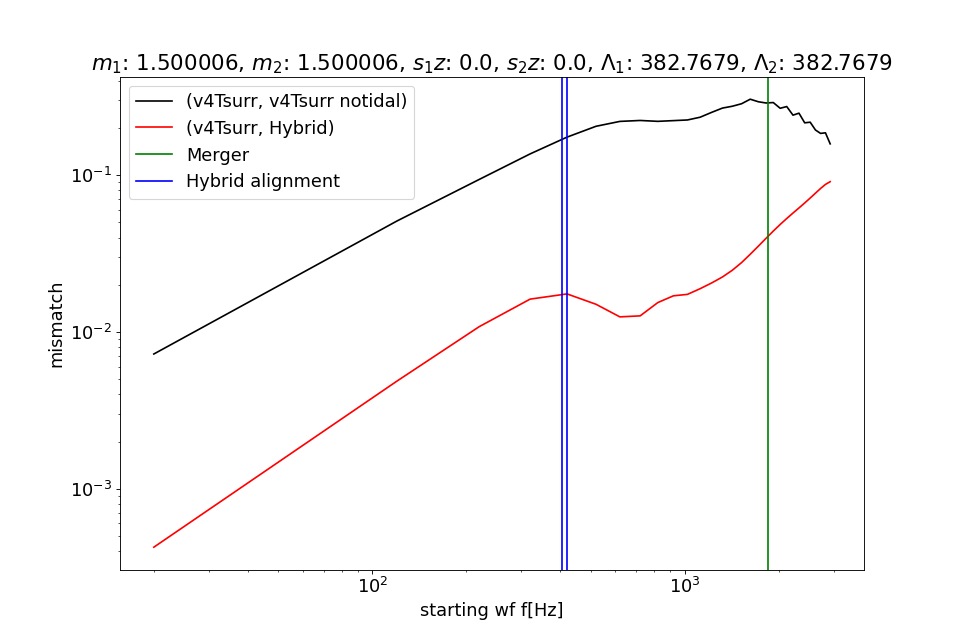 m₁: 1.500006, m₂: 1.500006, s₁z: 0.0, s₂z: 0.0, Λ₁: 382.7679, Λ₂: 382.7679
(v4Tsurr, v4Tsurr notidal)
(v4Tsurr, Hybrid)
Merger
Hybrid alignment
mismatch
10⁻¹
10⁻²
10⁻³
10²
10³
starting wf f[Hz]